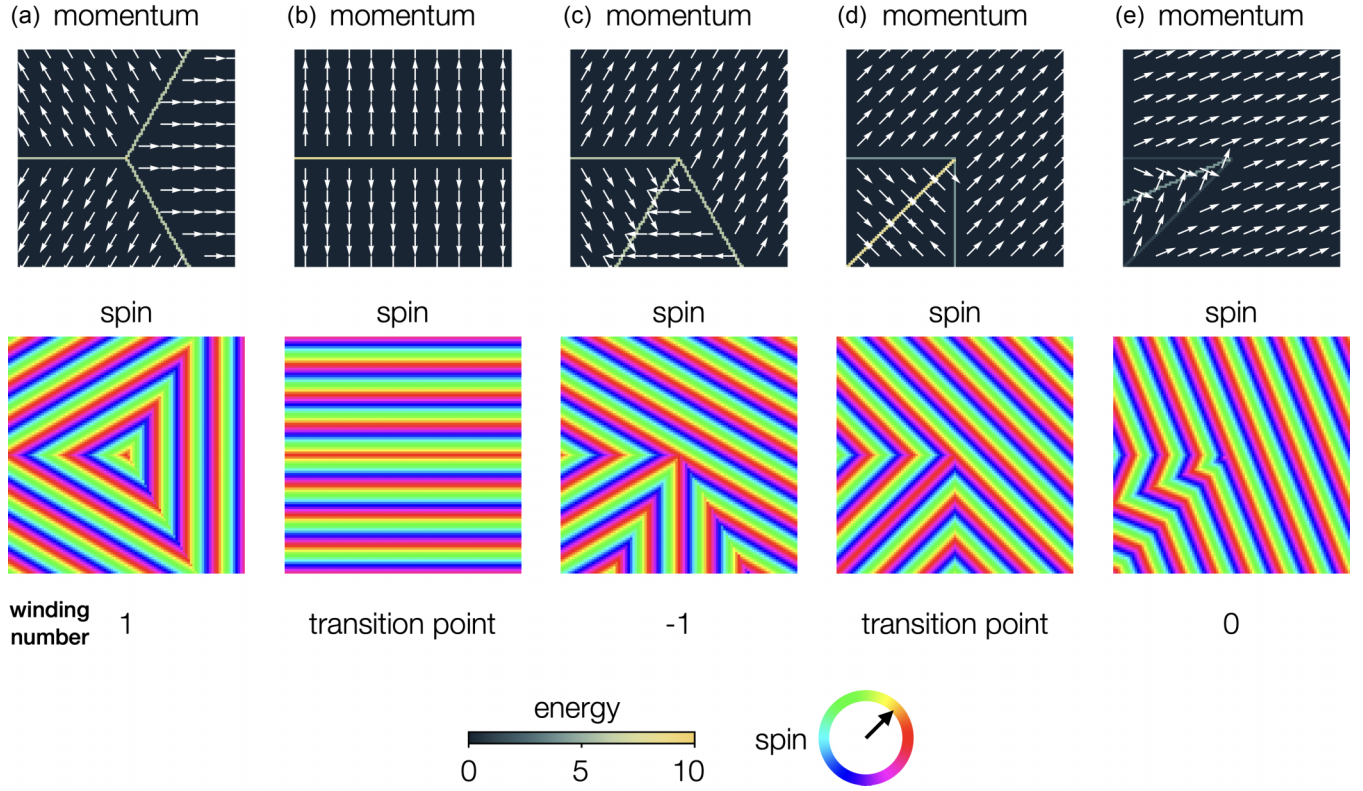 (a) momentum
(b) momentum
(c) momentum
(d) momentum
(e) momentum
spin
spin
spin
spin
spin
winding number
1
transition point
-1
transition point
0
energy
0
5
10
spin